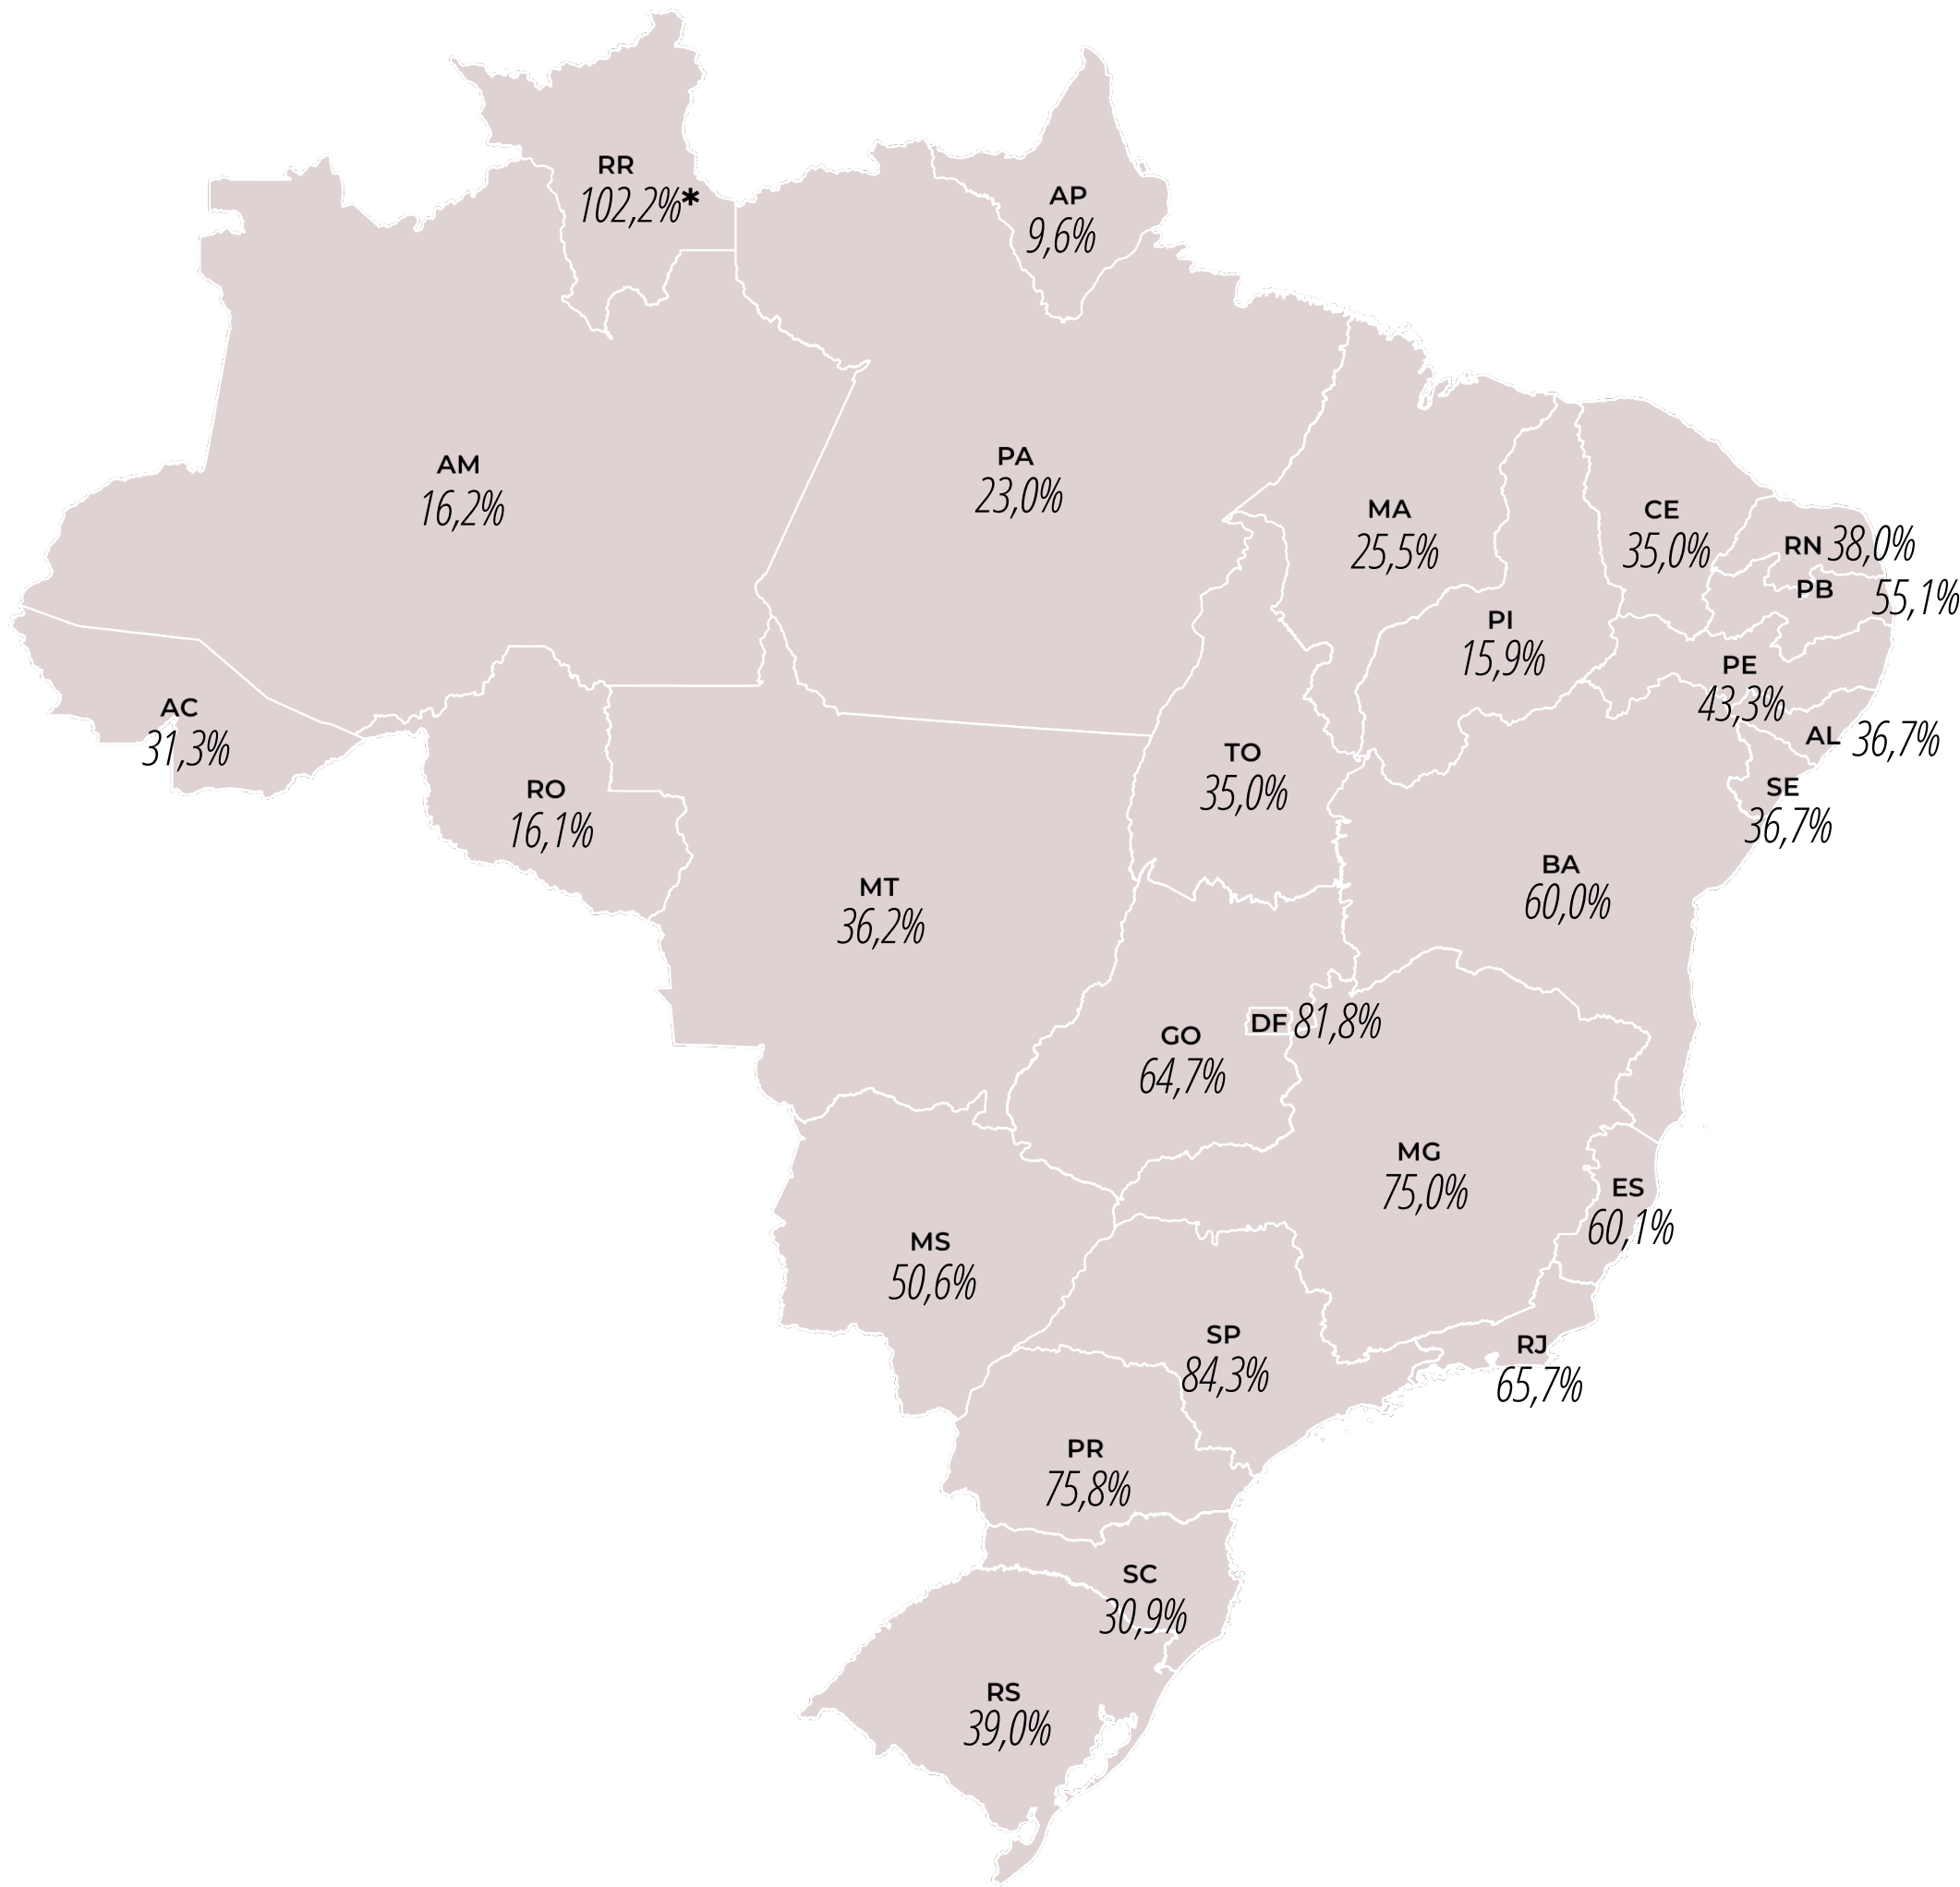 RR
102,2%*
AP
9,6%
AM
16,2%
PA
23,0%
MA
25,5%
CE
35,0%
RN 38,0%
PB 55,1%
PI
15,9%
PE
43,3%
AL 36,7%
SE
36,7%
AC
31,3%
RO
16,1%
TO
35,0%
MT
36,2%
BA
60,0%
DF 81,8%
GO
64,7%
MG
75,0%
ES
60,1%
MS
50,6%
SP
84,3%
RJ
65,7%
PR
75,8%
SC
30,9%
RS
39,0%